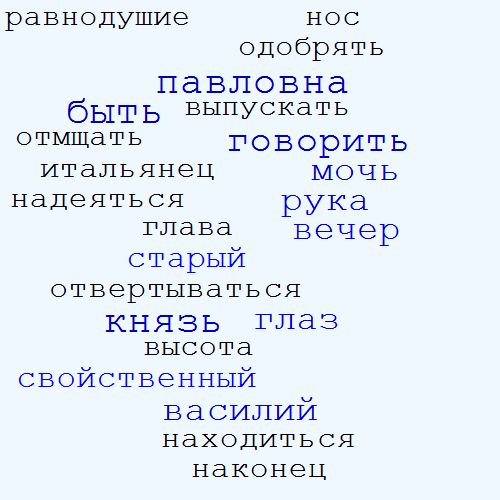 равнодушие нос
одобрять
павловна
быть выпускать
отмщать говорить
итальянец мочь
надеяться рука
глава вечер
старый
отвертываться
князь глаз
высота
свойственный
василий
находиться
наконец